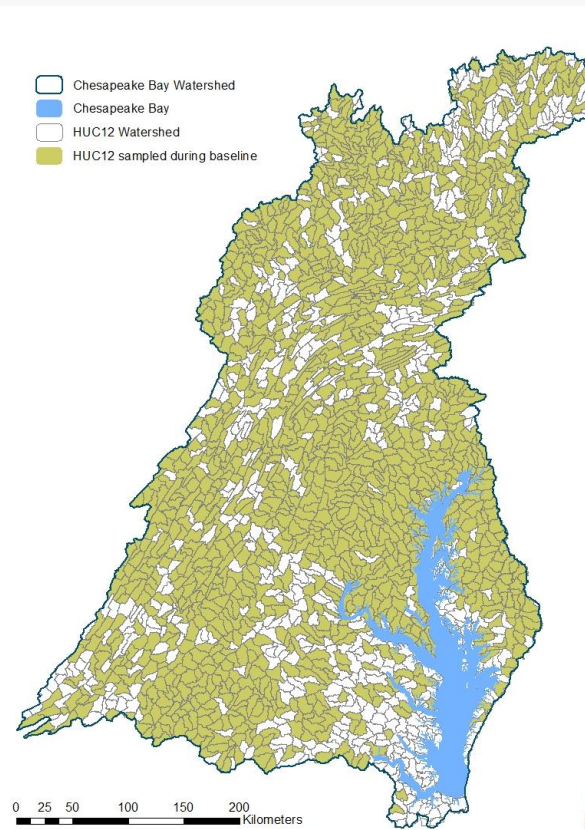 Chesapeake Bay Watershed
Chesapeake Bay
HUC12 Watershed
HUC12 sampled during baseline
0 25 50 100 150 200
Kilometers